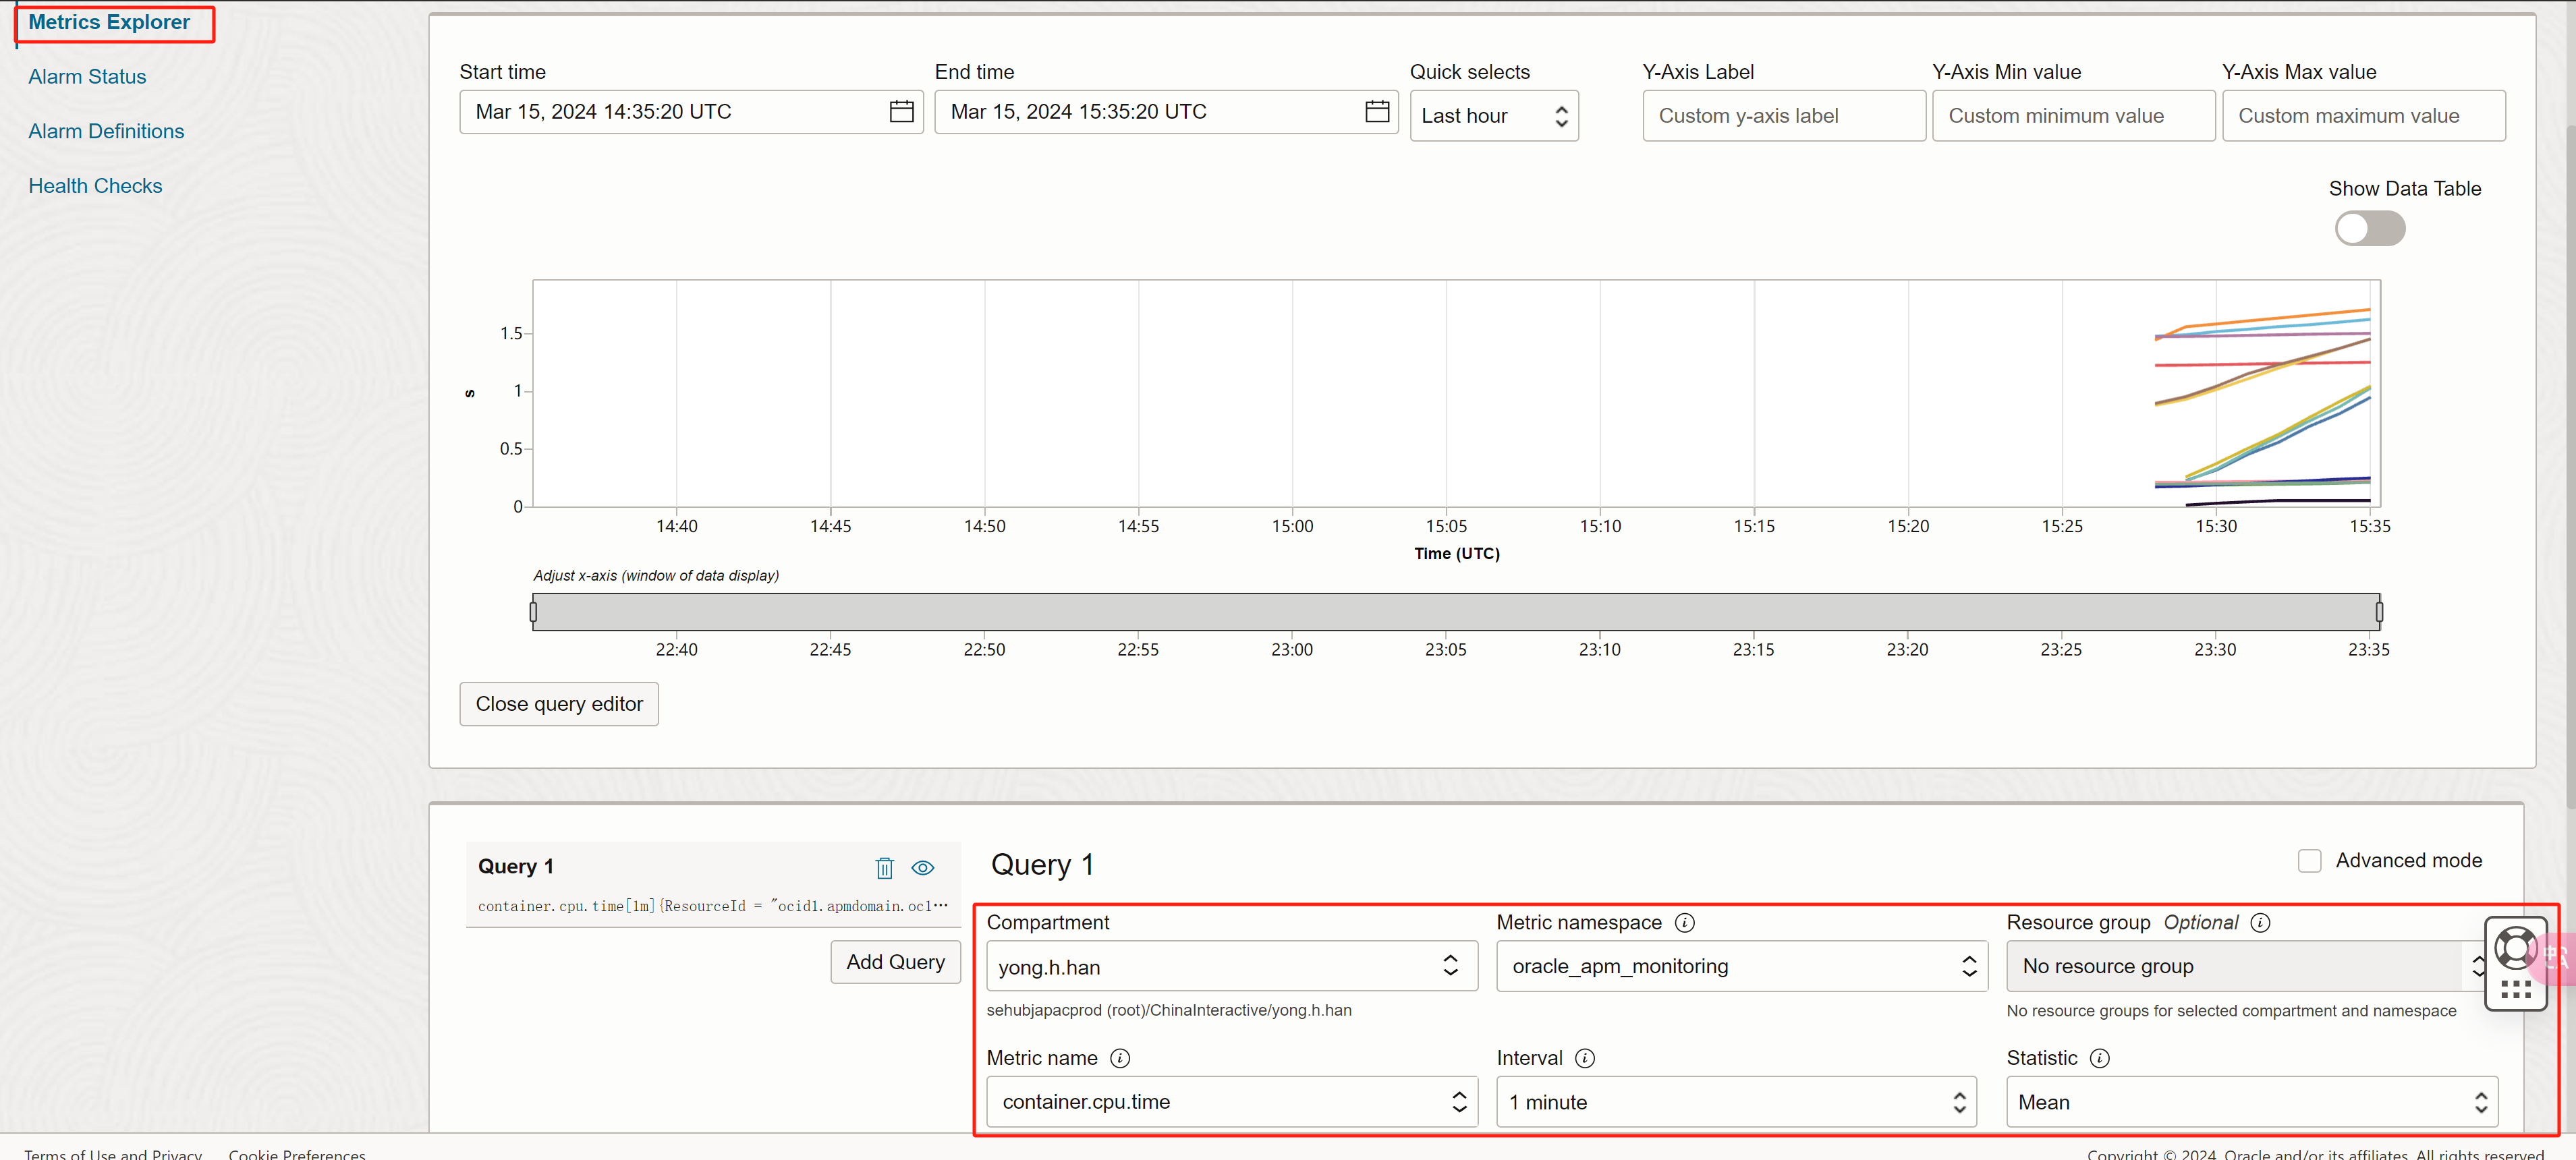 Metrics Explorer
Alarm Status
Alarm Definitions
Health Checks
Start time
End time
Quick selects
Y-Axis Label
Y-Axis Min value
Y-Axis Max value
Mar 15, 2024 14:35:20 UTC
Mar 15, 2024 15:35:20 UTC
Last hour
Custom y-axis label
Custom minimum value
Custom maximum value
Show Data Table
s
1.5
1
0.5
0
14:40 14:45 14:50 14:55 15:00 15:05 15:10 15:15 15:20 15:25 15:30 15:35
Time (UTC)
Adjust x-axis (window of data display)
22:40 22:45 22:50 22:55 23:00 23:05 23:10 23:15 23:20 23:25 23:30 23:35
Close query editor
Query 1
container.cpu.time[1m]{ResourceId = "ocid1.apmdomain.oc1···
Add Query
Query 1
Advanced mode
Compartment
Metric namespace
Resource group Optional
yong.h.han
oracle_apm_monitoring
No resource group
sehubjapacprod (root)/ChinaInteractive/yong.h.han
No resource groups for selected compartment and namespace
Metric name
Interval
Statistic
container.cpu.time
1 minute
Mean
Terms of Use and Privacy
Cookie Preferences
Copyright © 2024, Oracle and/or its affiliates. All rights reserved.